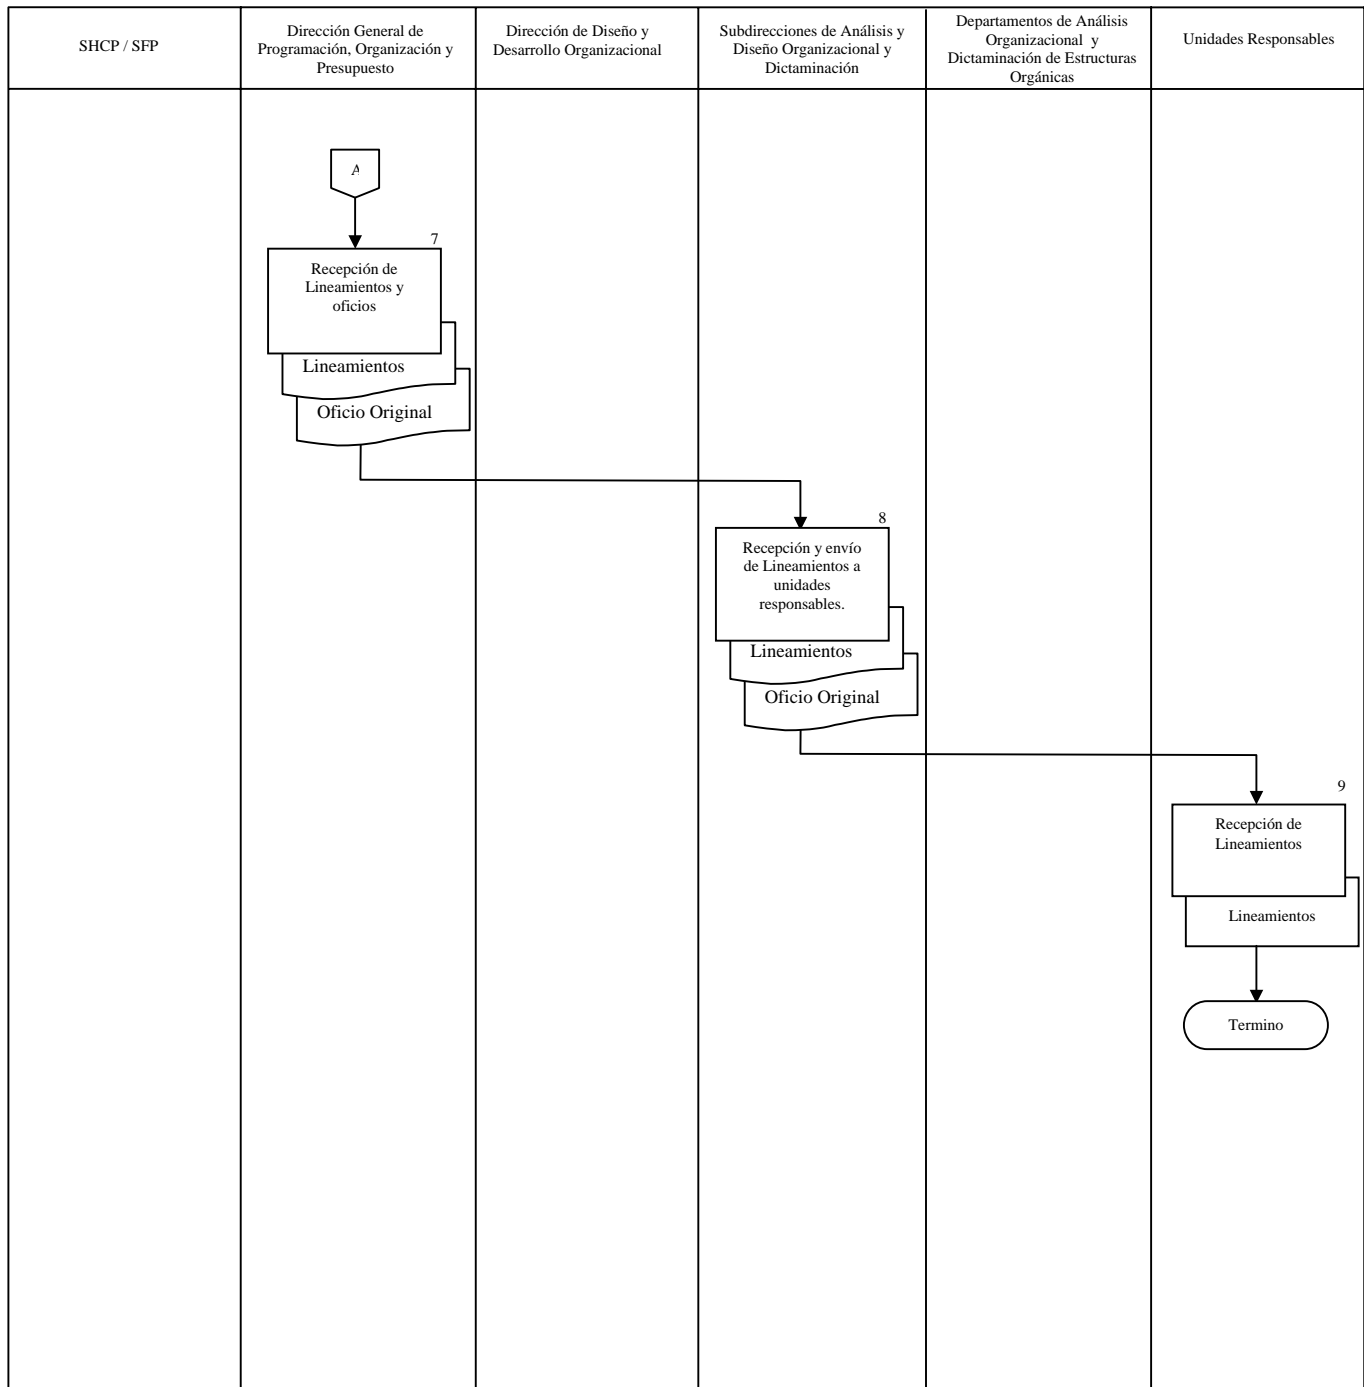 SHCP / SFP
Dirección General de
Programación, Organización y
Presupuesto
Dirección de Diseño y
Desarrollo Organizacional
Subdirecciones de Análisis y
Diseño Organizacional y
Dictaminación
Departamentos de Análisis
Organizacional y
Dictaminación de Estructuras
Orgánicas
Unidades Responsables
A
7
Recepción de
Lineamientos y
oficios
Lineamientos
Oficio Original
8
Recepción y envío
de Lineamientos a
unidades
responsables.
Lineamientos
Oficio Original
9
Recepción de
Lineamientos
Lineamientos
Termino